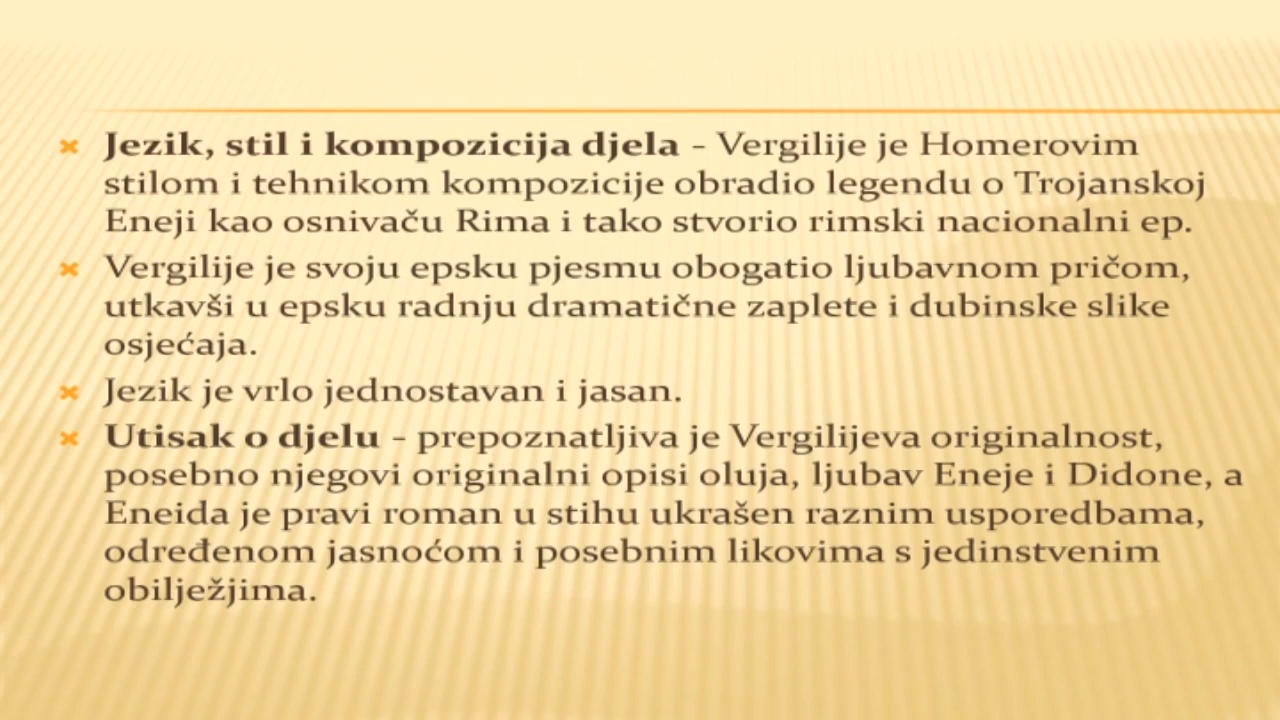 Jezik, stil i kompozicija djela - Vergilije je Homerovim
stilom i tehnikom kompozicije obradio legendu o Trojanskoj
Eneji kao osnivaču Rima i tako stvorio rimski nacionalni ep.
Vergilije je svoju epsku pjesmu obogatio ljubavnom pričom,
utkavši u epsku radnju dramatične zaplete i dubinske slike
osjećaja.
Jezik je vrlo jednostavan i jasan.
Utisak o djelu - prepoznatljiva je Vergilijeva originalnost,
posebno njegovi originalni opisi oluja, ljubav Eneje i Didone, a
Eneida je pravi roman u stihu ukrašen raznim usporedbama,
određenom jasnoćom i posebnim likovima s jedinstvenim
obilježjima.